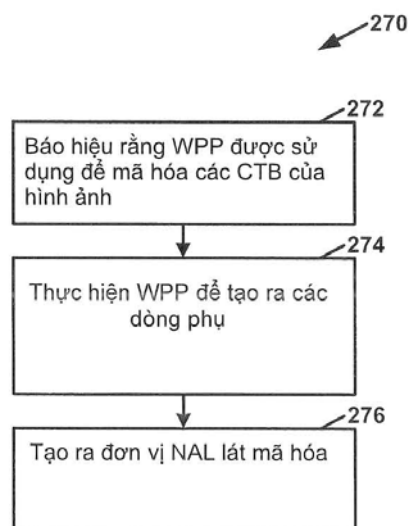 270
272
Báo hiệu rằng WPP được sử
dụng để mã hóa các CTB của
hình ảnh
274
Thực hiện WPP để tạo ra các
dòng phụ
276
Tạo ra đơn vị NAL lát mã hóa